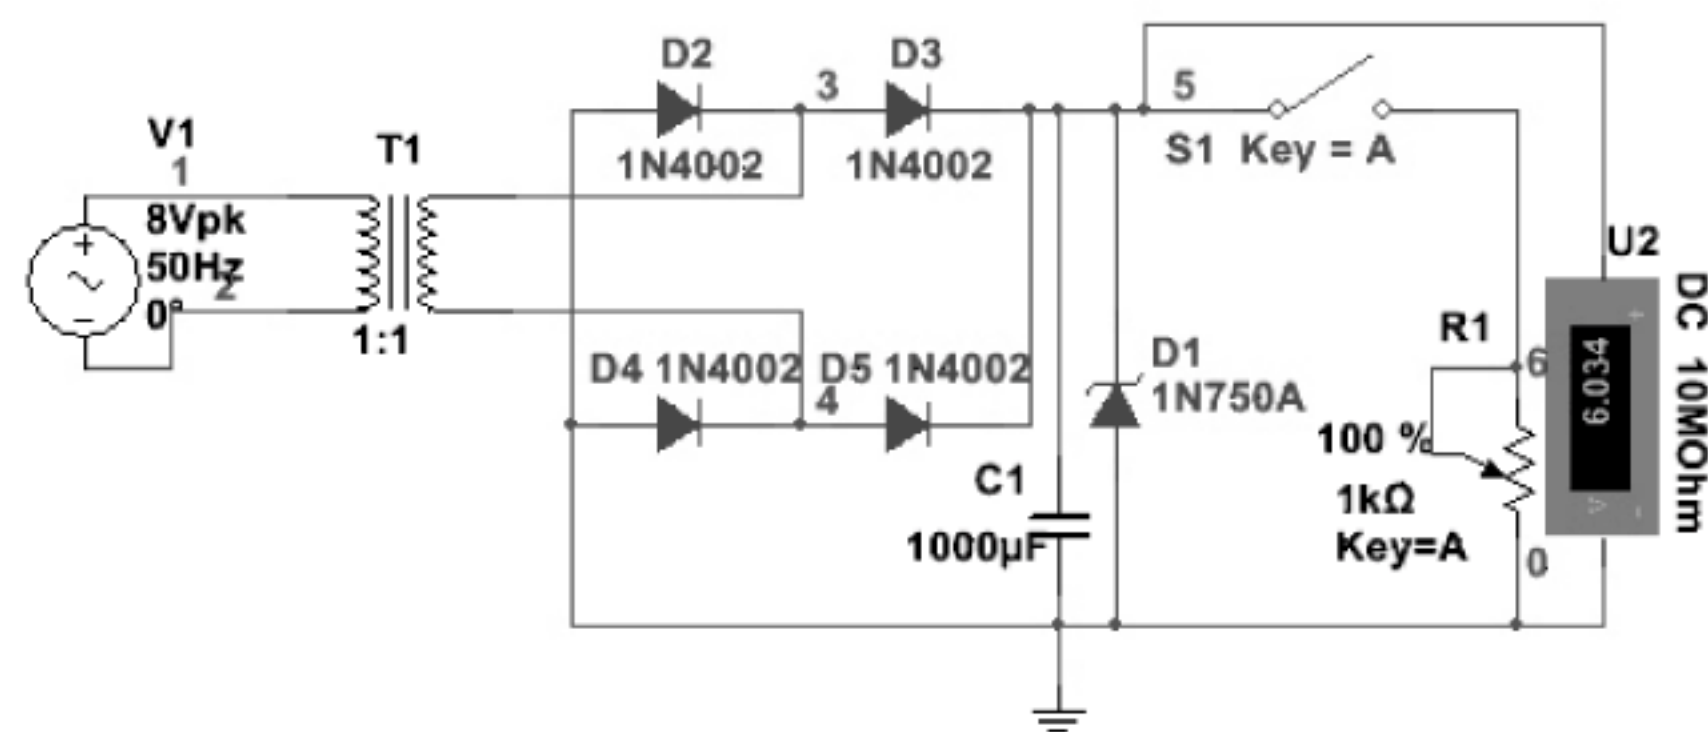 D2
D3
3
5
V1
1
T1
1N4002
1N4002
S1 Key = A
8Vpk
50Hz
2
0°
1:1
U2
DC 10MOhm
R1
6
6.034
D4 1N4002
D5 1N4002
4
D1
1N750A
100 %
C1
1kΩ
1000µF
Key=A
0
+
V